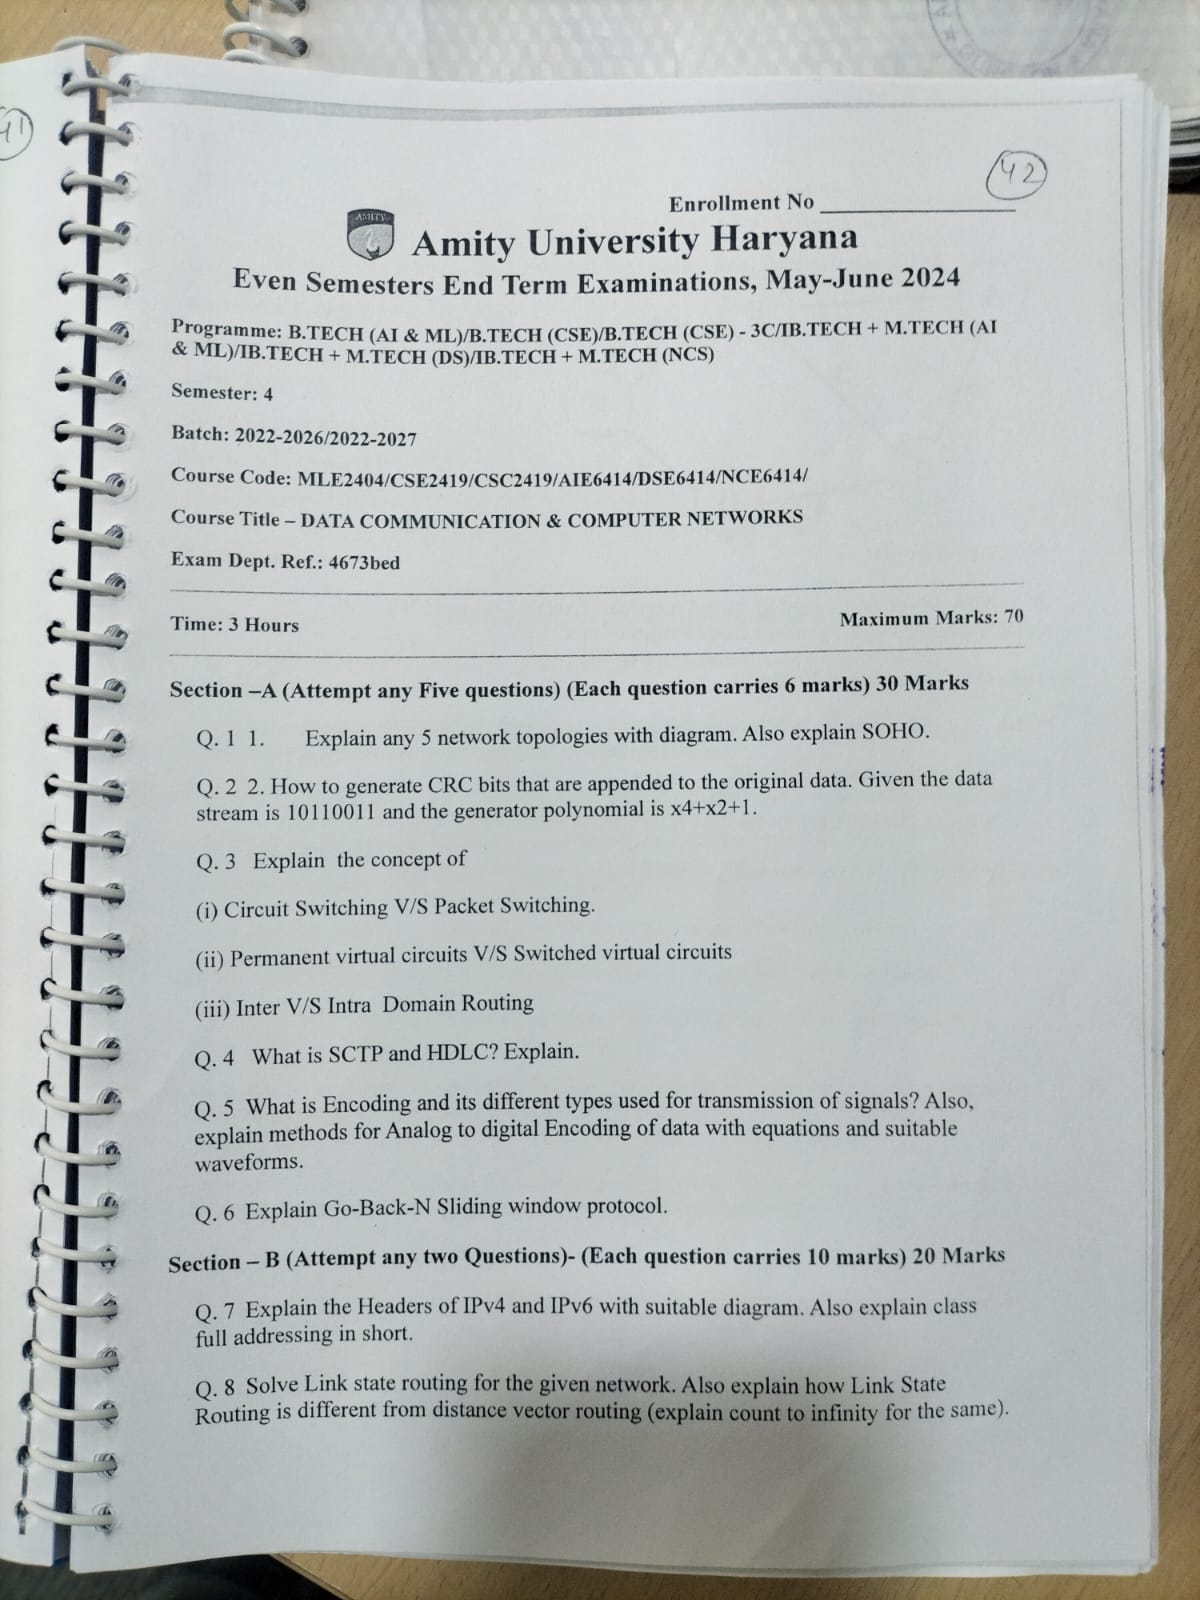 41
42
Enrollment No
AMITY
Amity University Haryana
Even Semesters End Term Examinations, May-June 2024
Programme: B.TECH (AI & ML)/B.TECH (CSE)/B.TECH (CSE) - 3C/IB.TECH + M.TECH (AI
& ML)/IB.TECH + M.TECH (DS)/IB.TECH + M.TECH (NCS)
Semester: 4
Batch: 2022-2026/2022-2027
Course Code: MLE2404/CSE2419/CSC2419/AIE6414/DSE6414/NCE6414/
Course Title – DATA COMMUNICATION & COMPUTER NETWORKS
Exam Dept. Ref.: 4673bed
Time: 3 Hours Maximum Marks: 70
Section –A (Attempt any Five questions) (Each question carries 6 marks) 30 Marks
Q. 1 1. Explain any 5 network topologies with diagram. Also explain SOHO.
Q. 2 2. How to generate CRC bits that are appended to the original data. Given the data
stream is 10110011 and the generator polynomial is x4+x2+1.
Q. 3 Explain the concept of
(i) Circuit Switching V/S Packet Switching.
(ii) Permanent virtual circuits V/S Switched virtual circuits
(iii) Inter V/S Intra Domain Routing
Q. 4 What is SCTP and HDLC? Explain.
Q. 5 What is Encoding and its different types used for transmission of signals? Also,
explain methods for Analog to digital Encoding of data with equations and suitable
waveforms.
Q. 6 Explain Go-Back-N Sliding window protocol.
Section – B (Attempt any two Questions)- (Each question carries 10 marks) 20 Marks
Q. 7 Explain the Headers of IPv4 and IPv6 with suitable diagram. Also explain class
full addressing in short.
Q. 8 Solve Link state routing for the given network. Also explain how Link State
Routing is different from distance vector routing (explain count to infinity for the same).